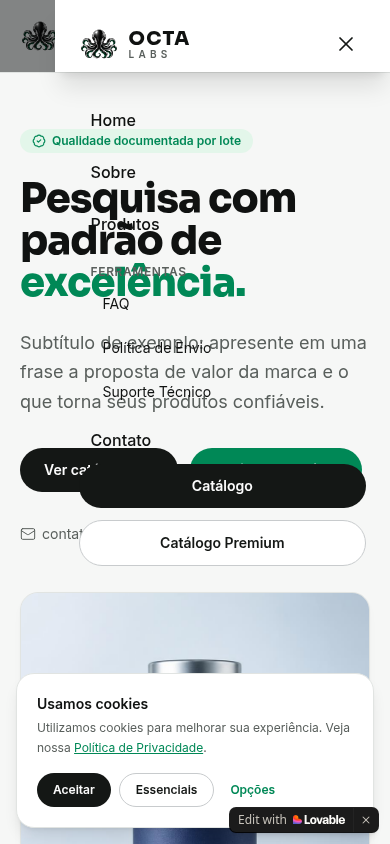 OCTA
LABS
Home
Qualidade documentada por lote
Sobre
Pesquisa com
Produtos
padrão de
FERRAMENTAS
excelência.
FAQ
Subtítulo de exemplo: apresente em uma
Política de Envio
frase a proposta de valor da marca e o
Suporte Técnico
que torna seus produtos confiáveis.
Contato
Ver
Catálogo
Catálogo Premium
Usamos cookies
Utilizamos cookies para melhorar sua experiência. Veja
nossa Política de Privacidade.
Aceitar
Essenciais
Opções
Edit with Lovable